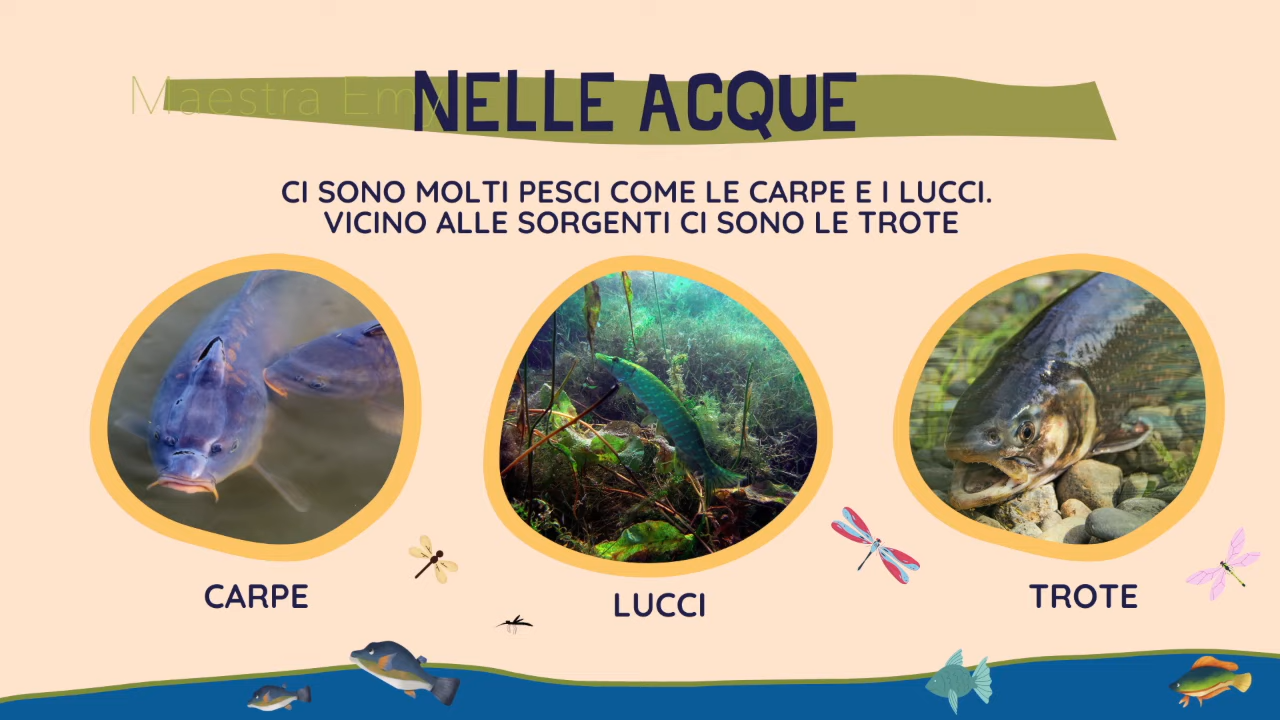 Maestra Emy
NELLE ACQUE
CI SONO MOLTI PESCI COME LE CARPE E I LUCCI.
VICINO ALLE SORGENTI CI SONO LE TROTE
CARPE
LUCCI
TROTE